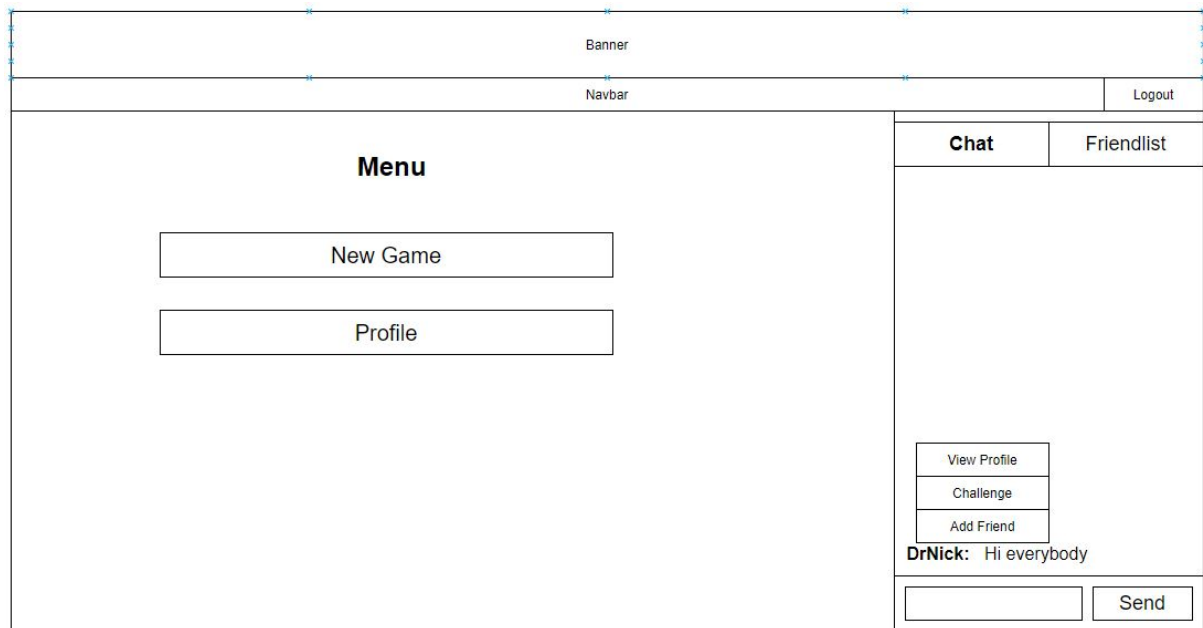 Banner
Navbar
Logout
Menu
New Game
Profile
Chat
Friendlist
View Profile
Challenge
Add Friend
DrNick: Hi everybody
Send